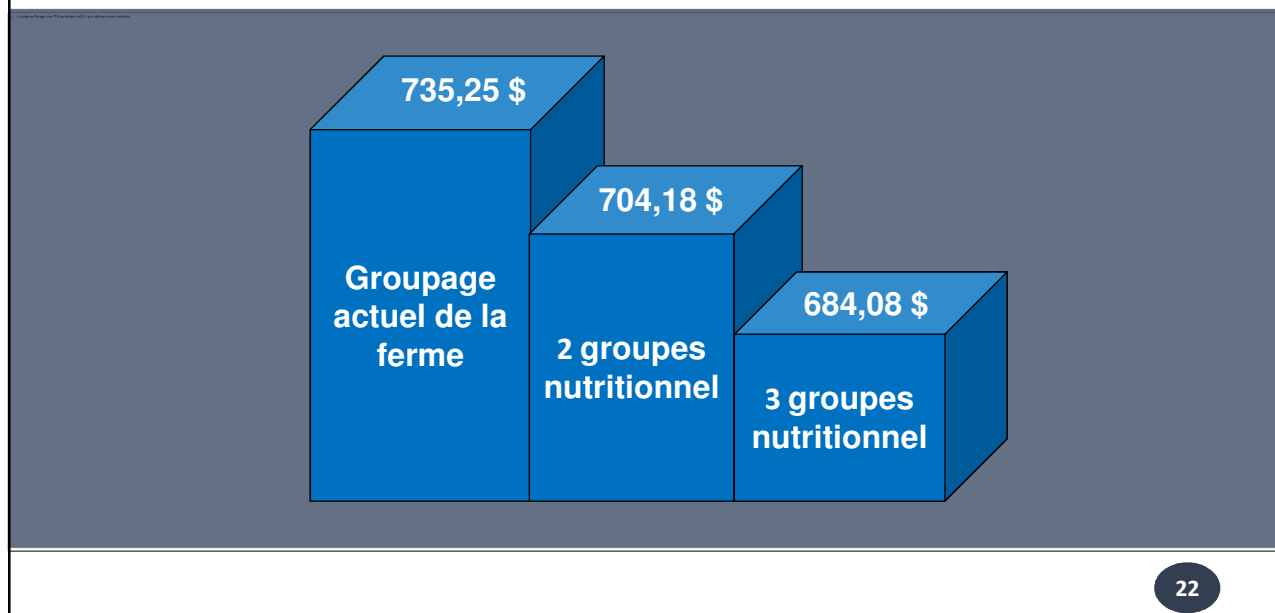 735,25 $
Groupage
actuel de la
ferme
704,18 $
2 groupes
nutritionnel
684,08 $
3 groupes
nutritionnel
22